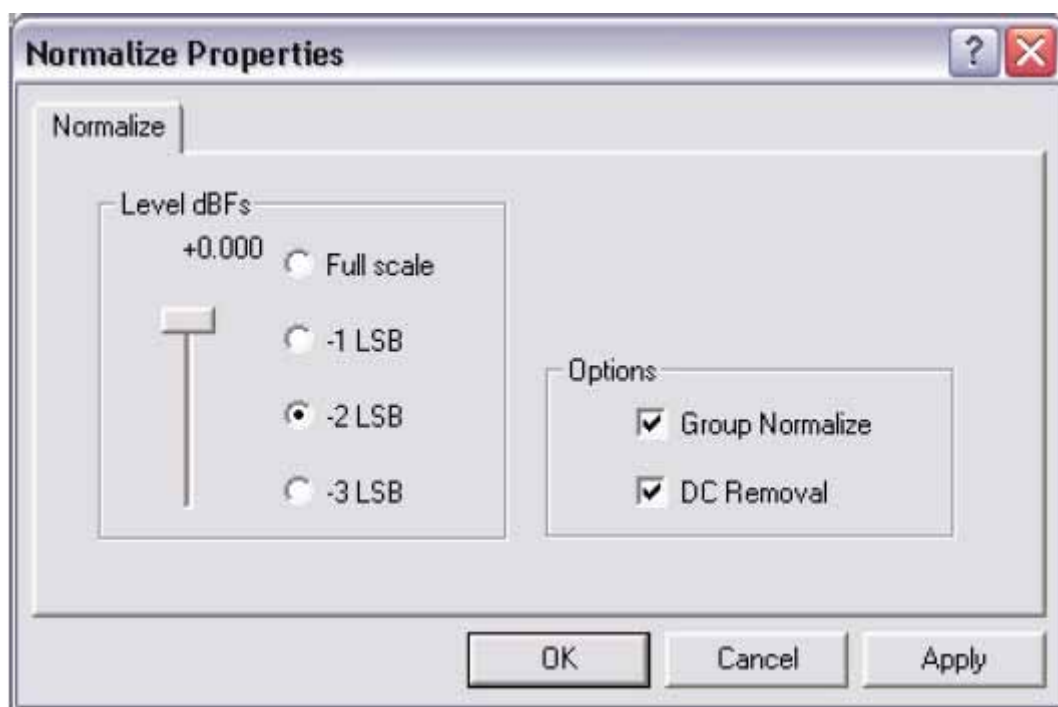 Normalize Properties
?
Normalize
Level dBFs
+0.000
Full scale
-1 LSB
-2 LSB
-3 LSB
Options
Group Normalize
DC Removal
OK
Cancel
Apply